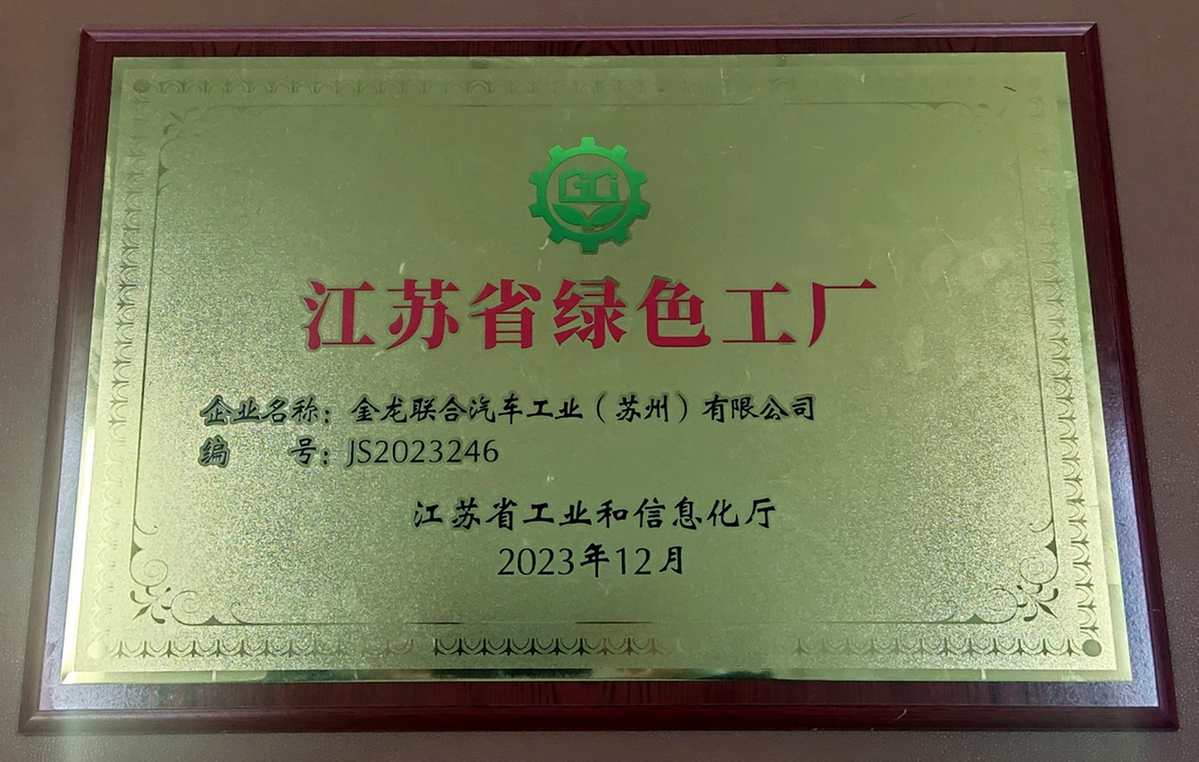 GCi
江苏省绿色工厂
企业名称：金龙联合汽车工业（苏州）有限公司
编　　号：JS2023246
江苏省工业和信息化厅
2023年12月